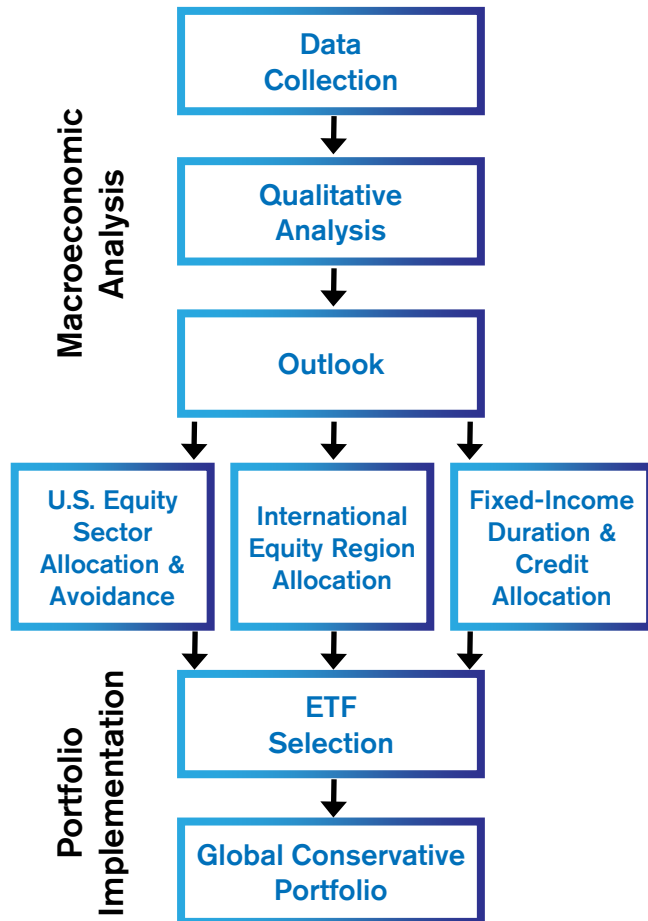 Macroeconomic
Analysis
Data
Collection
Qualitative
Analysis
Outlook
U.S. Equity
Sector
Allocation &
Avoidance
International
Equity Region
Allocation
Fixed-Income
Duration &
Credit
Allocation
Portfolio
Implementation
ETF
Selection
Global Conservative
Portfolio